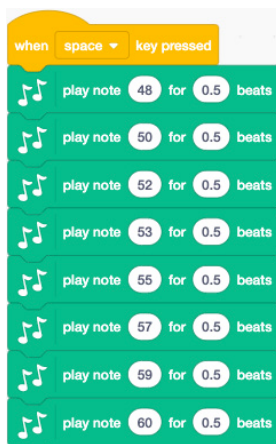 when space key pressed
play note 48 for 0.5 beats
play note 50 for 0.5 beats
play note 52 for 0.5 beats
play note 53 for 0.5 beats
play note 55 for 0.5 beats
play note 57 for 0.5 beats
play note 59 for 0.5 beats
play note 60 for 0.5 beats